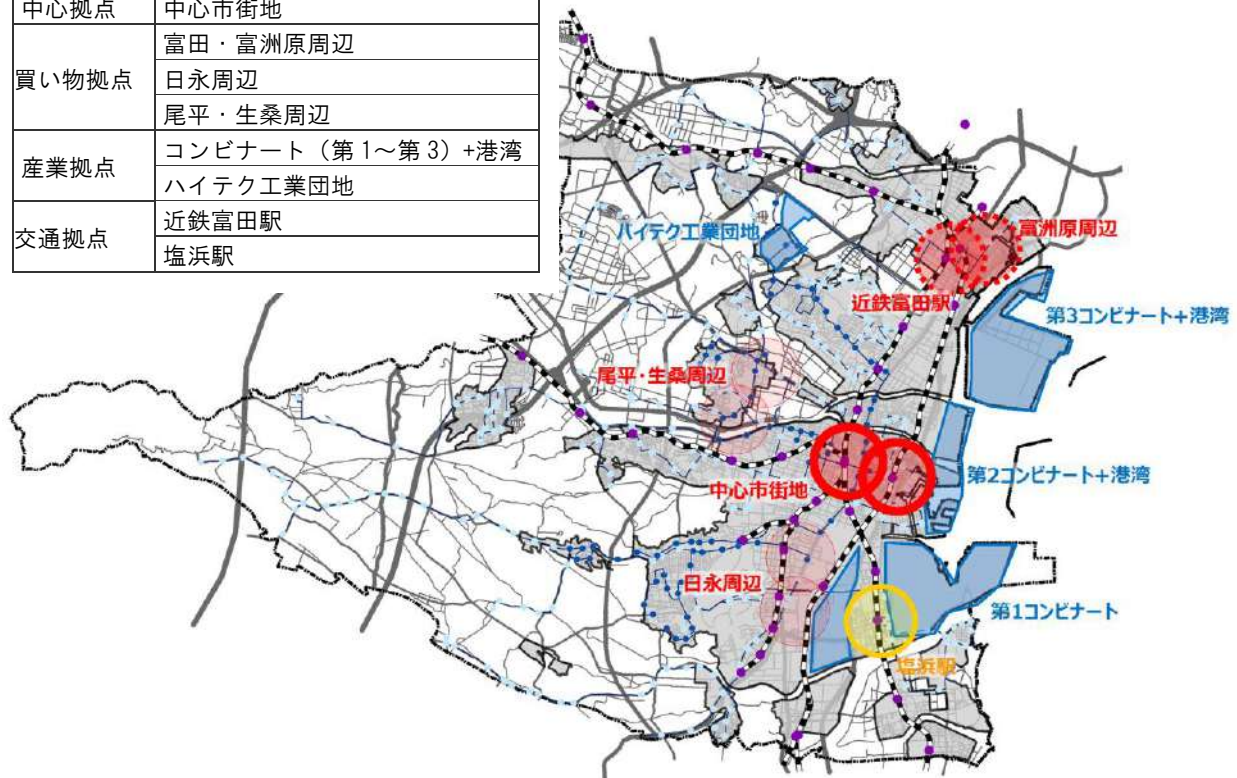 中心拠点 中心市街地
買い物拠点 富田・富洲原周辺
日永周辺
尾平・生桑周辺
産業拠点 コンビナート（第1～第3）+港湾
ハイテク工業団地
交通拠点 近鉄富田駅
塩浜駅
ハイテク工業団地
富洲原周辺
近鉄富田駅
第3コンビナート+港湾
尾平・生桑周辺
中心市街地
第2コンビナート+港湾
日永周辺
第1コンビナート
塩浜駅